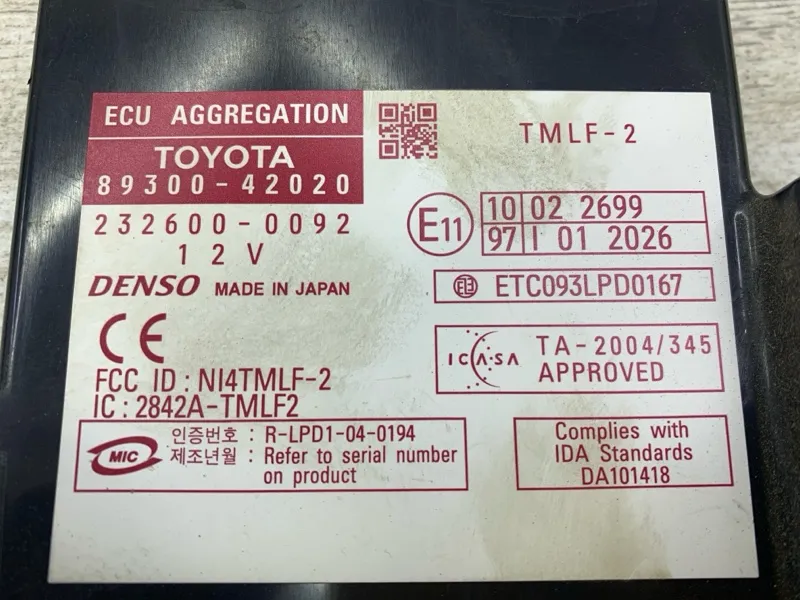 ECU AGGREGATION
TOYOTA
89300-42020
232600-0092
12V
DENSO MADE IN JAPAN
CE
FCC ID : NI4TMLF-2
IC : 2842A-TMLF2
MIC
인증번호 : R-LPD1-04-0194
제조년월 : Refer to serial number
on product
TMLF-2
E11
10 02 2699
97 I 01 2026
ETC093LPD0167
ICASA
TA-2004/345
APPROVED
Complies with
IDA Standards
DA101418